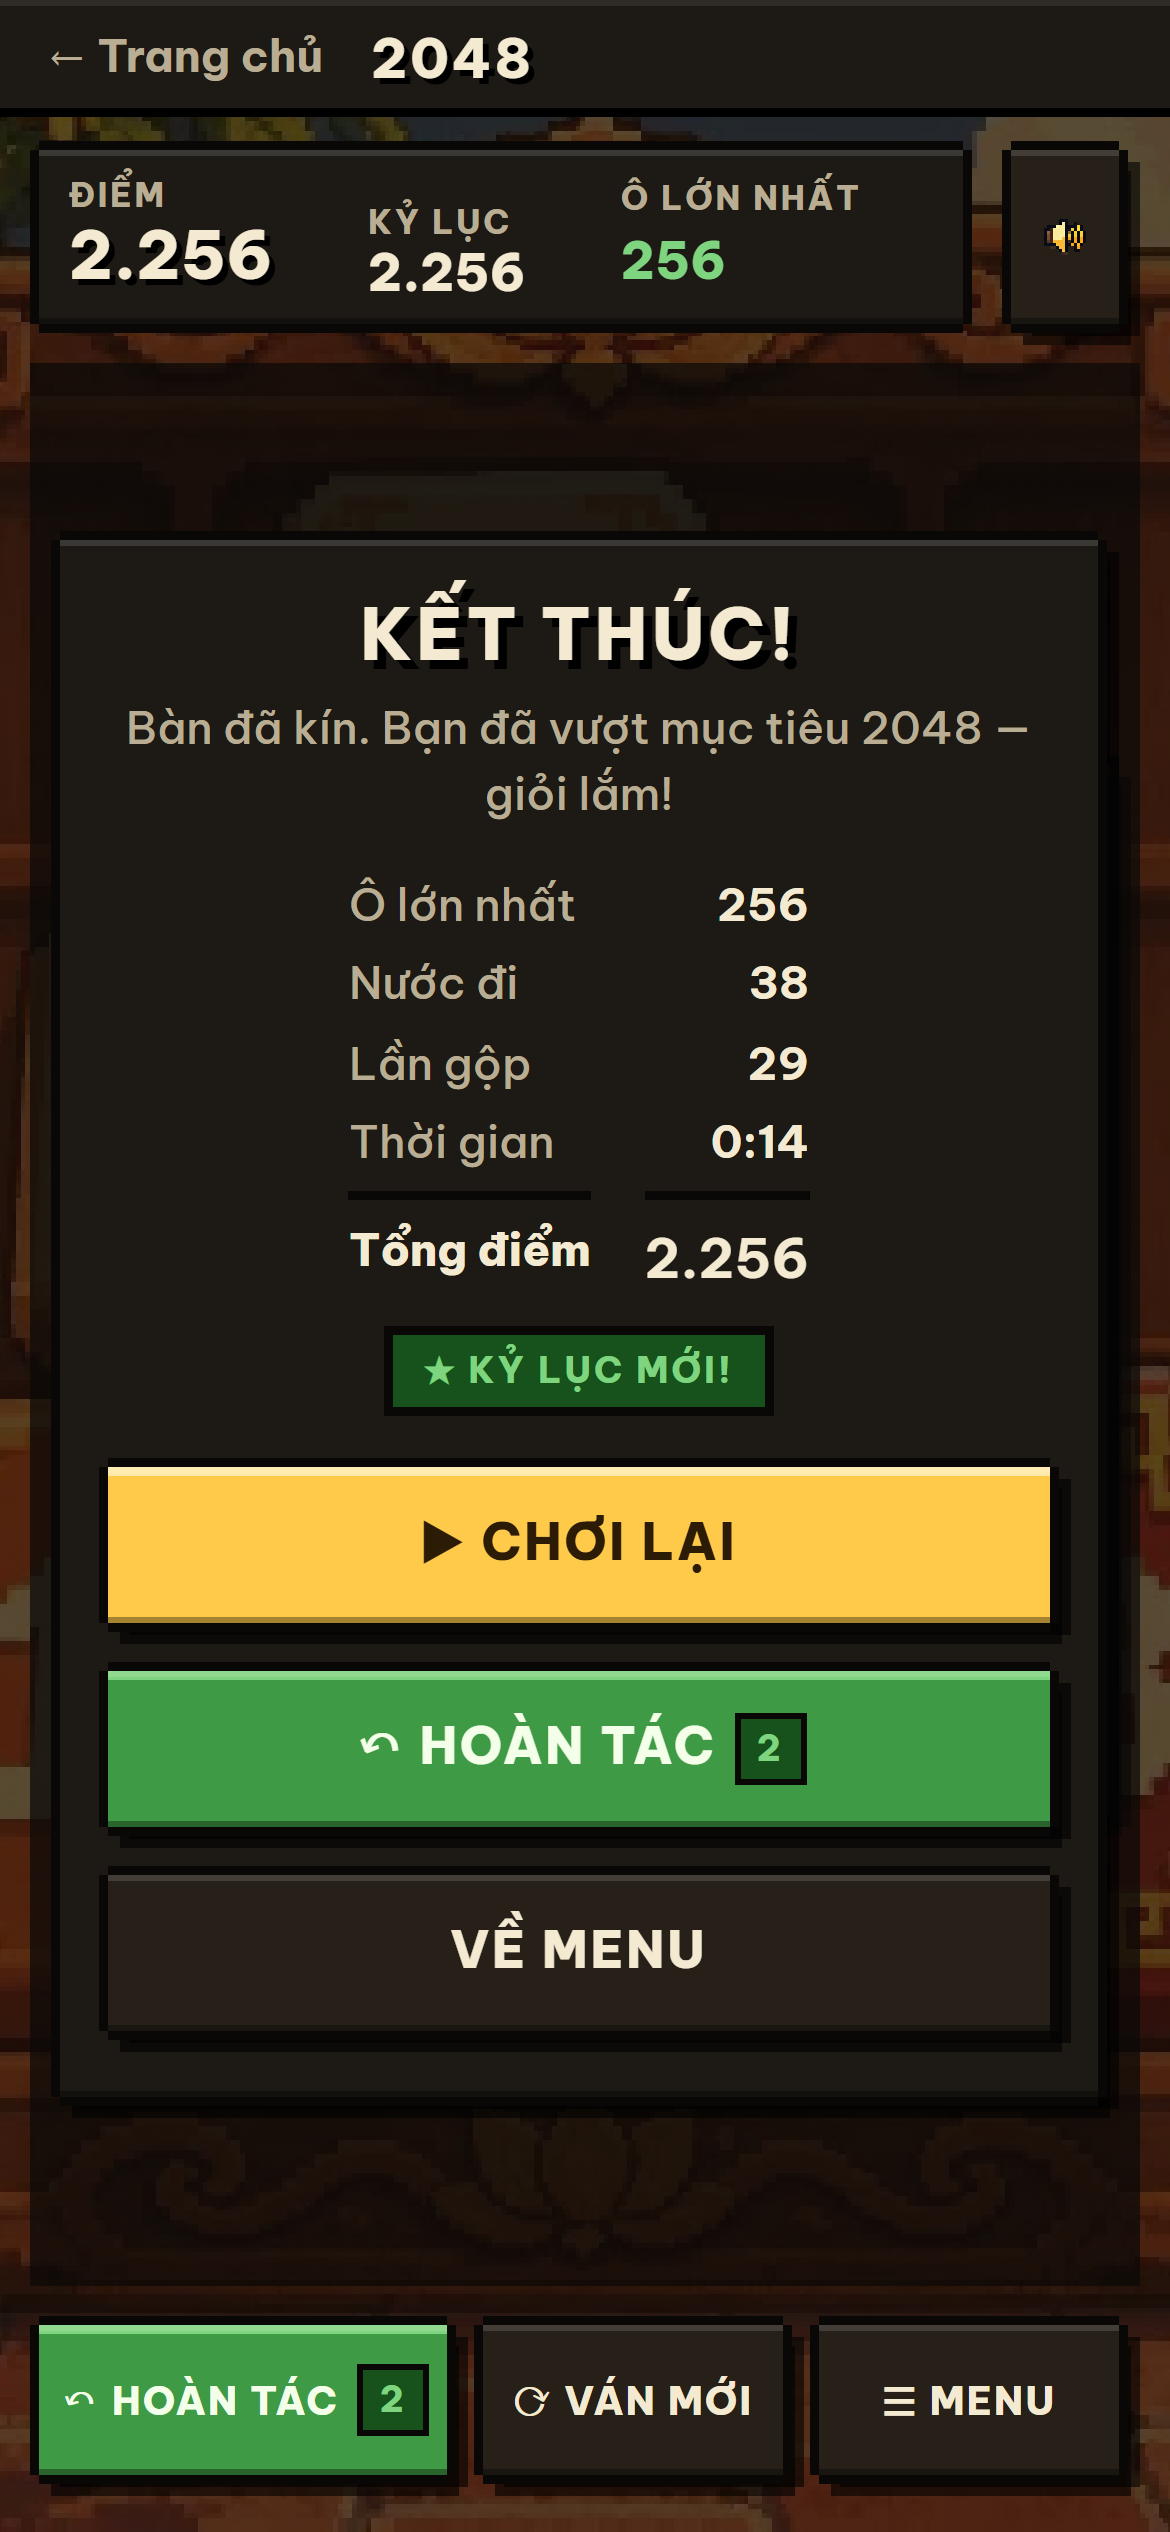 ← Trang chủ 2048
ĐIỂM
2.256
KỶ LỤC
2.256
Ô LỚN NHẤT
256
KẾT THÚC!
Bàn đã kín. Bạn đã vượt mục tiêu 2048 –
giỏi lắm!
Ô lớn nhất 256
Nước đi 38
Lần gộp 29
Thời gian 0:14
Tổng điểm 2.256
★ KỶ LỤC MỚI!
▶ CHƠI LẠI
↶ HOÀN TÁC 2
VỀ MENU
↶ HOÀN TÁC 2
⟳ VÁN MỚI
☰ MENU